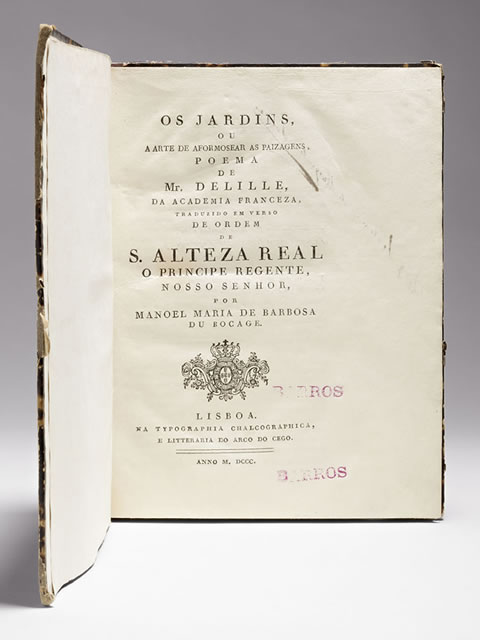 OS JARDINS,
OU
A ARTE DE AFORMOSEAR AS PAIZAGENS,
POEMA
DE
Mr. DELILLE,
DA ACADEMIA FRANCEZA,
TRADUZIDO EM VERSO
DE ORDEM
DE
S. ALTEZA REAL
O PRINCIPE REGENTE,
NOSSO SENHOR,
POR
MANOEL MARIA DE BARBOSA
DU BOCAGE.
BARROS
LISBOA.
NA TYPOGRAPHIA CHALCOGRAPHICA,
E LITTERARIA DO ARCO DO CEGO.
ANNO M. DCCC.
BARROS